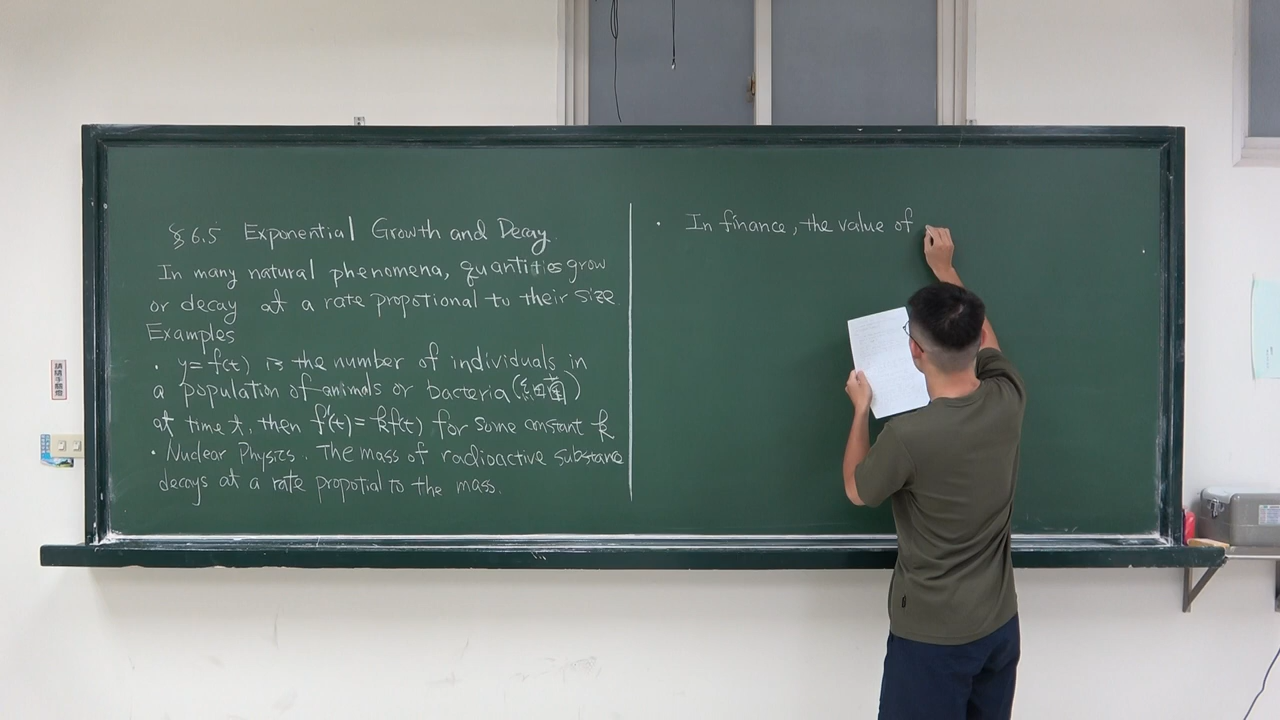 § 6.5 Exponential Growth and Decay.
In many natural phenomena, quantities grow
or decay at a rate propotional to their size.
Examples
· y=f(t) is the number of individuals in
a population of animals or bacteria (細菌)
at time t, then f'(t)=kf(t) for some constant k
· Nuclear Physics. The mass of radioactive substance
decays at a rate propotial to the mass.
· In finance, the value of